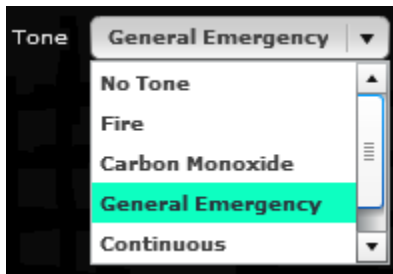 Tone General Emergency
No Tone
Fire
Carbon Monoxide
General Emergency
Continuous